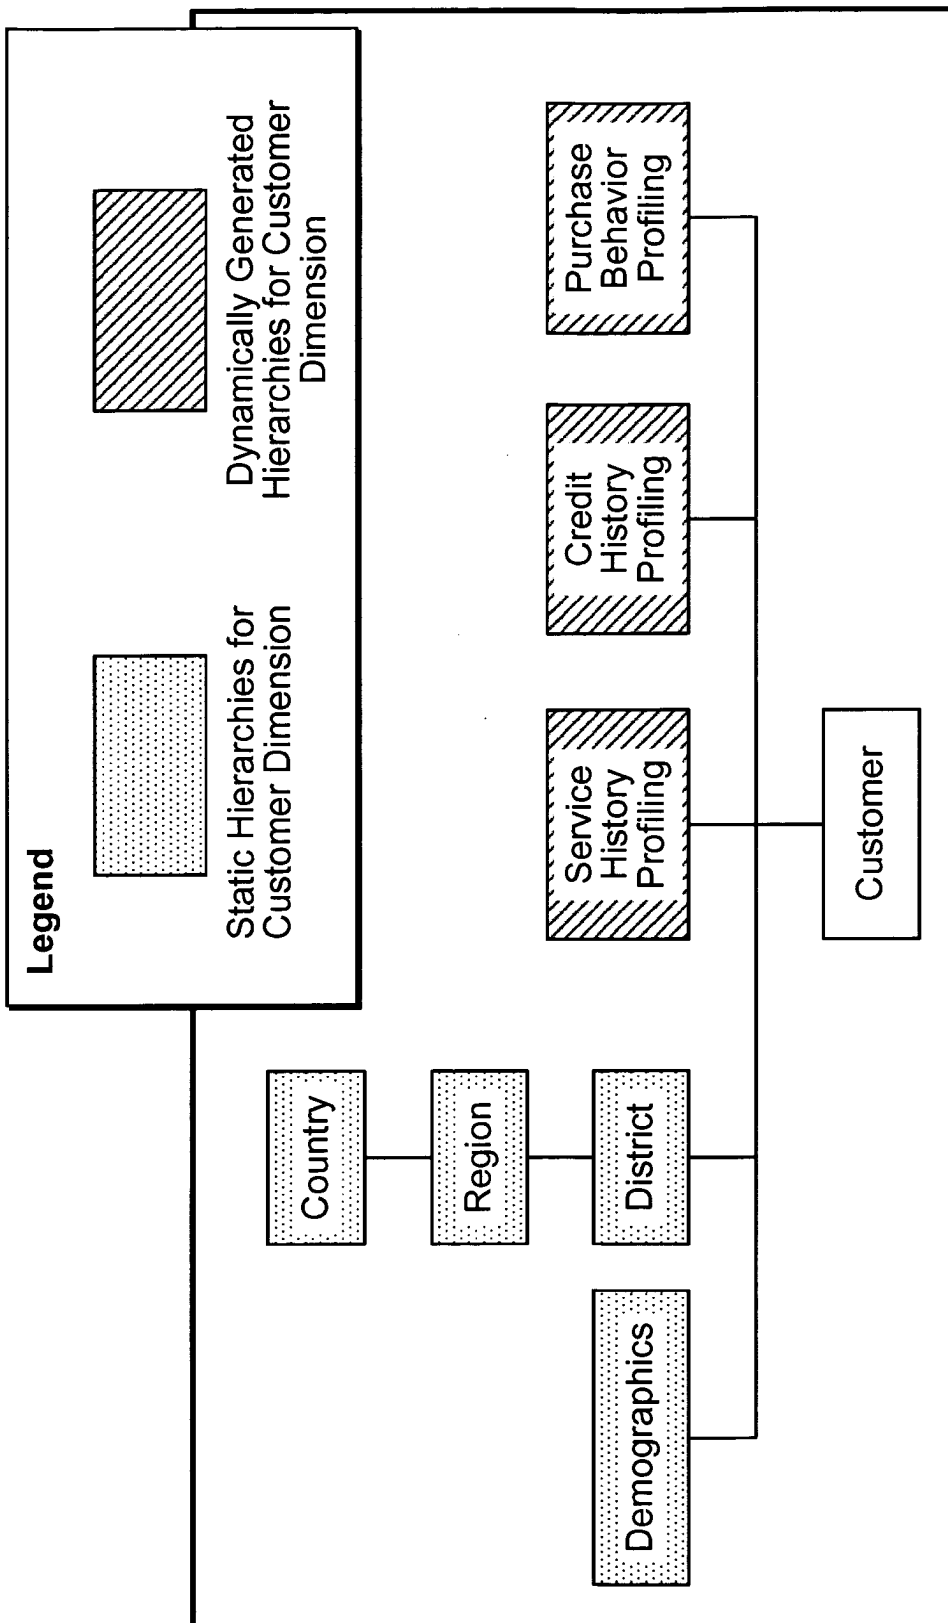 Legend
Static Hierarchies for
Customer Dimension
Dynamically Generated
Hierarchies for Customer
Dimension
Country
Region
Demographics
District
Service
History
Profiling
Credit
History
Profiling
Purchase
Behavior
Profiling
Customer